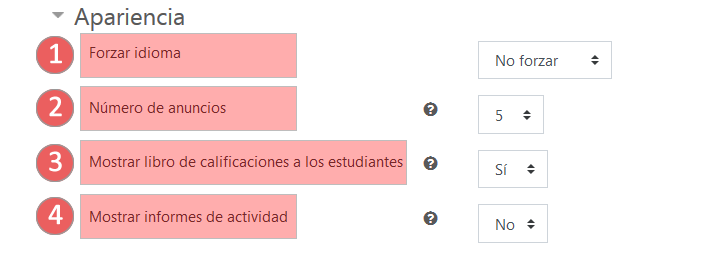 Apariencia
1 Forzar idioma No forzar
2 Número de anuncios ? 5
3 Mostrar libro de calificaciones a los estudiantes ? Sí
4 Mostrar informes de actividad ? No